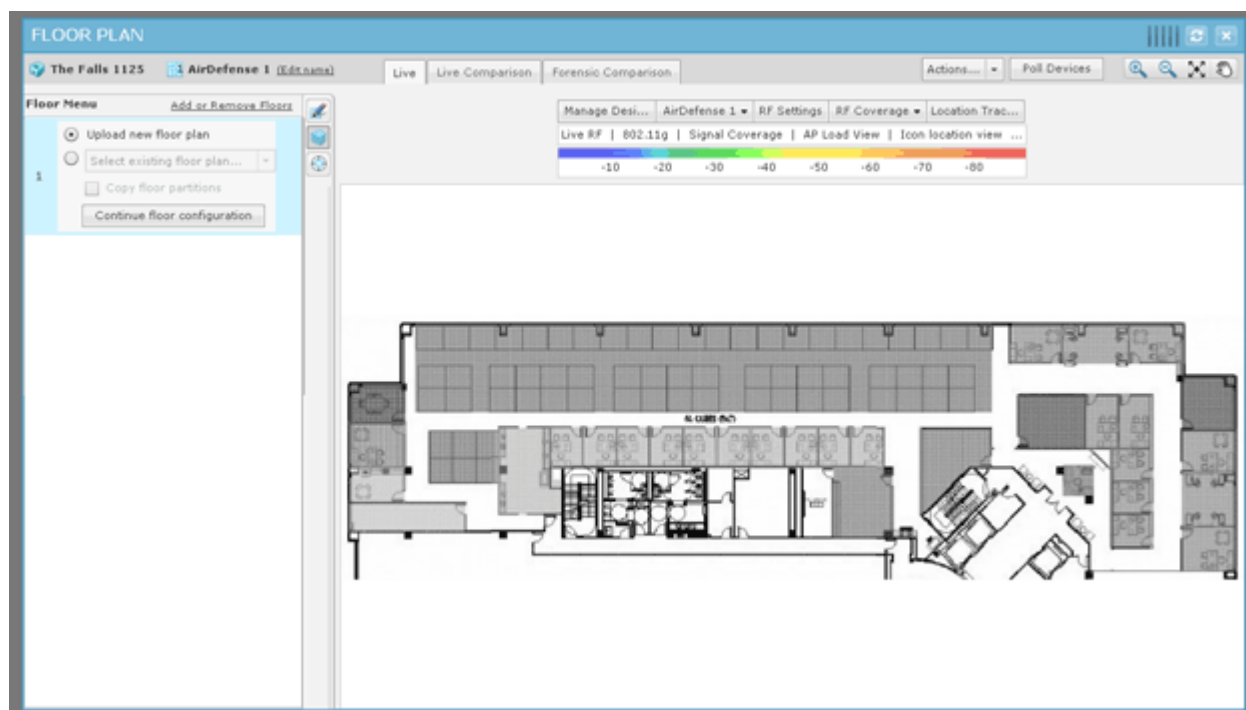 FLOOR PLAN
The Falls 1125 AirDefense 1 (Edit name) Live Live Comparison Forensic Comparison Actions... Poll Devices
Floor Menu Add or Remove Floors
Manage Desi... AirDefense 1 RF Settings RF Coverage Location Trac...
Upload new floor plan
Live RF | 802.11g | Signal Coverage | AP Load View | Icon location view ...
Select existing floor plan...
-10 -20 -30 -40 -50 -60 -70 -80
1
Copy floor partitions
Continue floor configuration